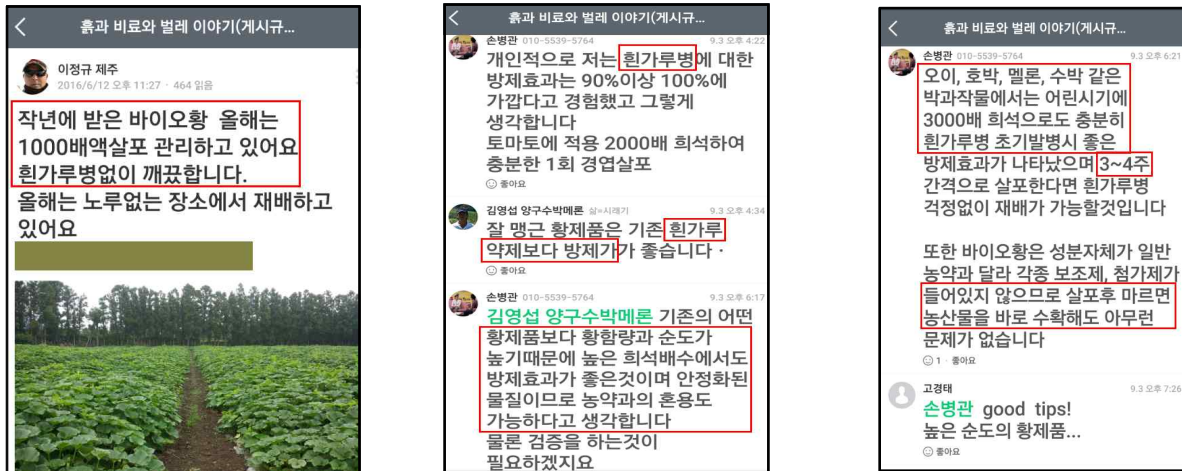 흙과 비료와 벌레 이야기(게시규...
이정규 제주
2016/6/12 오후 11:27 · 464 읽음
작년에 받은 바이오황 올해는
1000배액살포 관리하고 있어요
흰가루병없이 깨끘합니다.
올해는 노루없는 장소에서 재배하고
있어요
흙과 비료와 벌레 이야기(게시규...
손병관 010-5539-5764 9.3 오후 4:22
개인적으로 저는 흰가루병에 대한
방제효과는 90%이상 100%에
가깝다고 경험했고 그렇게
생각합니다
토마토에 적용 2000배 희석하여
충분한 1회 경엽살포
좋아요
김영섭 양구수박메론 삶=시래기 9.3 오후 4:34
잘 맹근 황제품은 기존 흰가루
약제보다 방제가가 좋습니다 ·
좋아요
손병관 010-5539-5764 9.3 오후 6:17
김영섭 양구수박메론 기존의 어떤
황제품보다 황함량과 순도가
높기때문에 높은 희석배수에서도
방제효과가 좋은것이며 안정화된
물질이므로 농약과의 혼용도
가능하다고 생각합니다
물론 검증을 하는것이
필요하겠지요
흙과 비료와 벌레 이야기(게시규...
손병관 010-5539-5764 9.3 오후 6:21
오이, 호박, 멜론, 수박 같은
박과작물에서는 어린시기에
3000배 희석으로도 충분히
흰가루병 초기발병시 좋은
방제효과가 나타났으며 3~4주
간격으로 살포한다면 흰가루병
걱정없이 재배가 가능할것입니다
또한 바이오황은 성분자체가 일반
농약과 달라 각종 보조제, 첨가제가
들어있지 않으므로 살포후 마르면
농산물을 바로 수확해도 아무런
문제가 없습니다
1 · 좋아요
고경태 9.3 오후 7:26
손병관 good tips!
높은 순도의 황제품...
좋아요